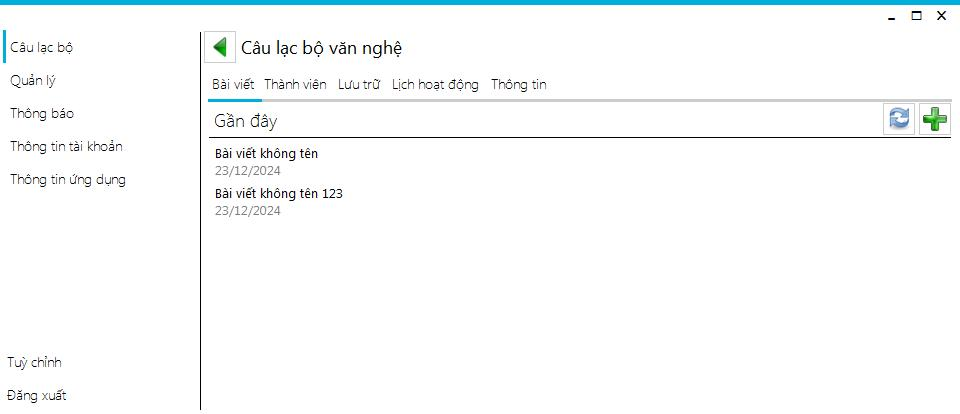 Câu lạc bộ
Quản lý
Thông báo
Thông tin tài khoản
Thông tin ứng dụng
Tuỳ chỉnh
Đăng xuất
Câu lạc bộ văn nghệ
Bài viết Thành viên Lưu trữ Lịch hoạt động Thông tin
Gần đây
Bài viết không tên
23/12/2024
Bài viết không tên 123
23/12/2024